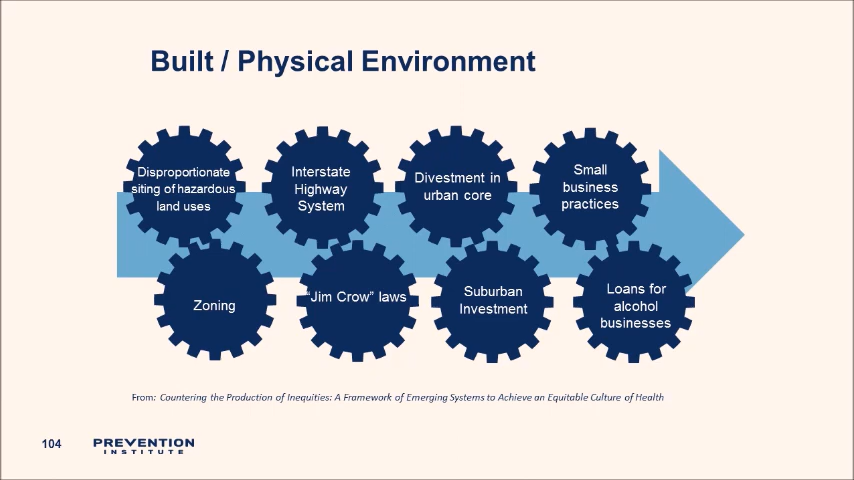 Built / Physical Environment
Disproportionate
siting of hazardous
land uses
Interstate
Highway
System
Divestment in
urban core
Small
business
practices
Zoning
"Jim Crow" laws
Suburban
Investment
Loans for
alcohol
businesses
From: Countering the Production of Inequities: A Framework of Emerging Systems to Achieve an Equitable Culture of Health
104
PREVENTION
INSTITUTE